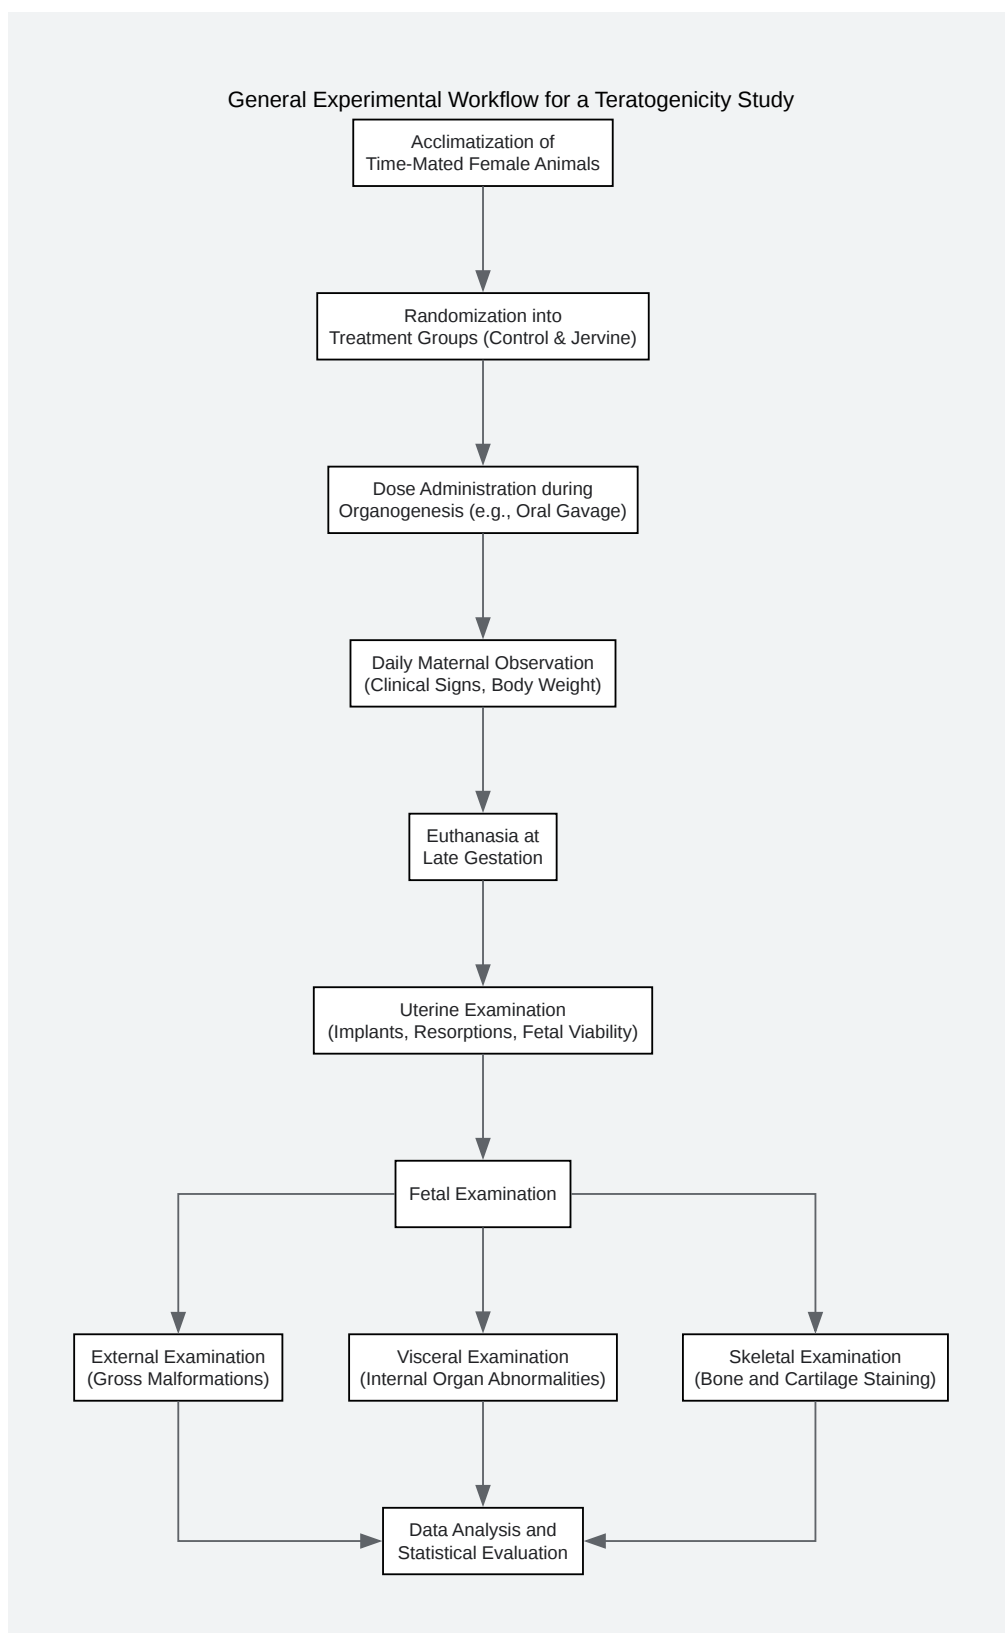 General Experimental Workflow for a Teratogenicity Study
Acclimatization of
Time-Mated Female Animals
Randomization into
Treatment Groups (Control & Jervine)
Dose Administration during
Organogenesis (e.g., Oral Gavage)
Daily Maternal Observation
(Clinical Signs, Body Weight)
Euthanasia at
Late Gestation
Uterine Examination
(Implants, Resorptions, Fetal Viability)
Fetal Examination
External Examination
(Gross Malformations)
Visceral Examination
(Internal Organ Abnormalities)
Skeletal Examination
(Bone and Cartilage Staining)
Data Analysis and
Statistical Evaluation